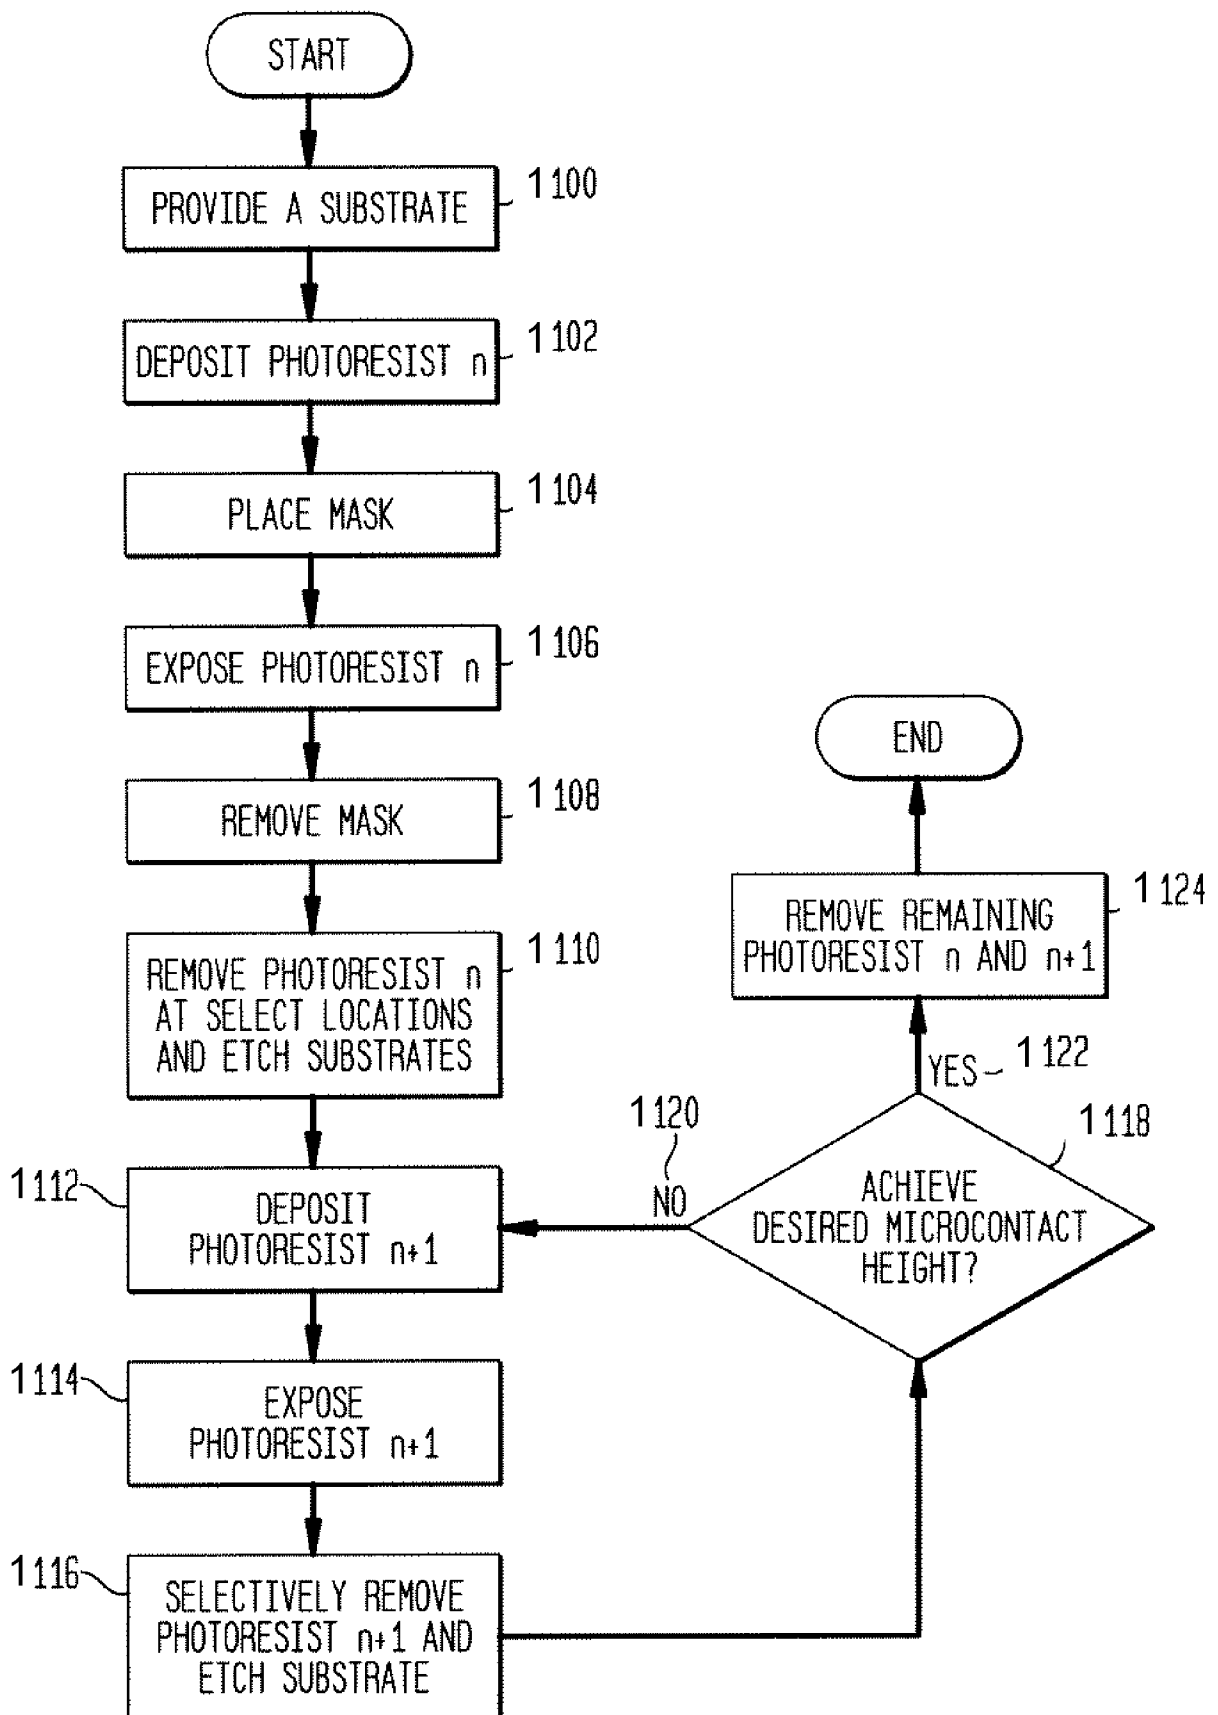 START
PROVIDE A SUBSTRATE
1100
DEPOSIT PHOTORESIST n
1102
PLACE MASK
1104
EXPOSE PHOTORESIST n
1106
REMOVE MASK
1108
REMOVE PHOTORESIST n
AT SELECT LOCATIONS
AND ETCH SUBSTRATES
1110
1112
DEPOSIT
PHOTORESIST n+1
1114
EXPOSE
PHOTORESIST n+1
1116
SELECTIVELY REMOVE
PHOTORESIST n+1 AND
ETCH SUBSTRATE
ACHIEVE
DESIRED MICROCONTACT
HEIGHT?
1118
1120
NO
YES
1122
REMOVE REMAINING
PHOTORESIST n AND n+1
1124
END